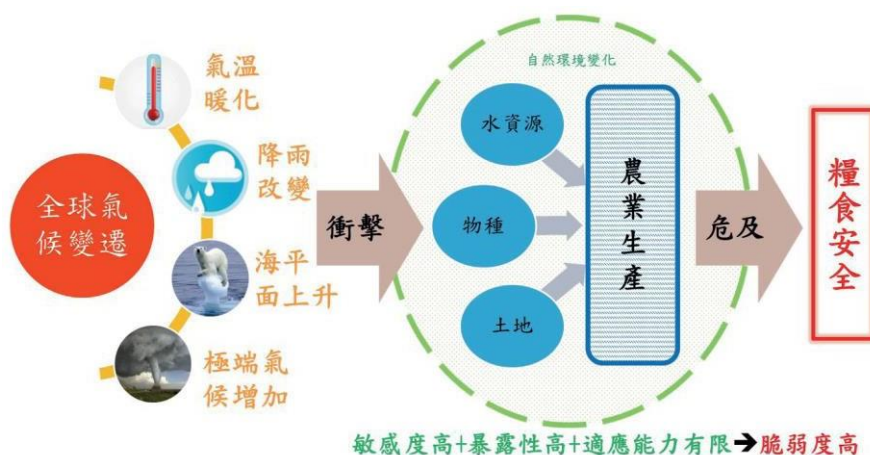 全球氣
候變遷
氣溫
暖化
降雨
改變
海平
面上升
極端氣
候增加
衝擊
自然環境變化
水資源
物種
土地
農業生產
危及
糧食安全
敏感度高+暴露性高+適應能力有限➔脆弱度高